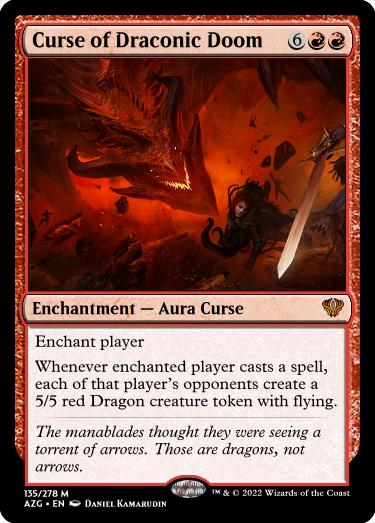 Curse of Draconic Doom 6
Enchantment — Aura Curse
Enchant player
Whenever enchanted player casts a spell,
each of that player's opponents create a
5/5 red Dragon creature token with flying.
The manablades thought they were seeing a
torrent of arrows. Those are dragons, not
arrows.
135/278 M
AZG • EN DANIEL KAMARUDIN
™ & © 2022 Wizards of the Coast